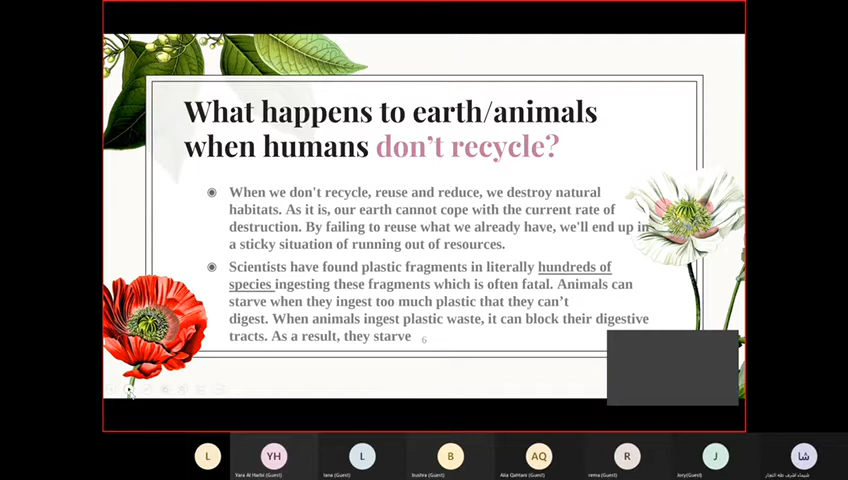 What happens to earth/animals
when humans don't recycle?
When we don't recycle, reuse and reduce, we destroy natural
habitats. As it is, our earth cannot cope with the current rate of
destruction. By failing to reuse what we already have, we'll end up in
a sticky situation of running out of resources.
Scientists have found plastic fragments in literally hundreds of
species ingesting these fragments which is often fatal. Animals can
starve when they ingest too much plastic that they can't
digest. When animals ingest plastic waste, it can block their digestive
tracts. As a result, they starve
6
L YH L B AQ R J شا
Yara Al Harbi (Guest) lana (Guest) bushra (Guest) Alia Qahtani (Guest) rema (Guest) Jory (Guest) شيماء اشرف طه النجار